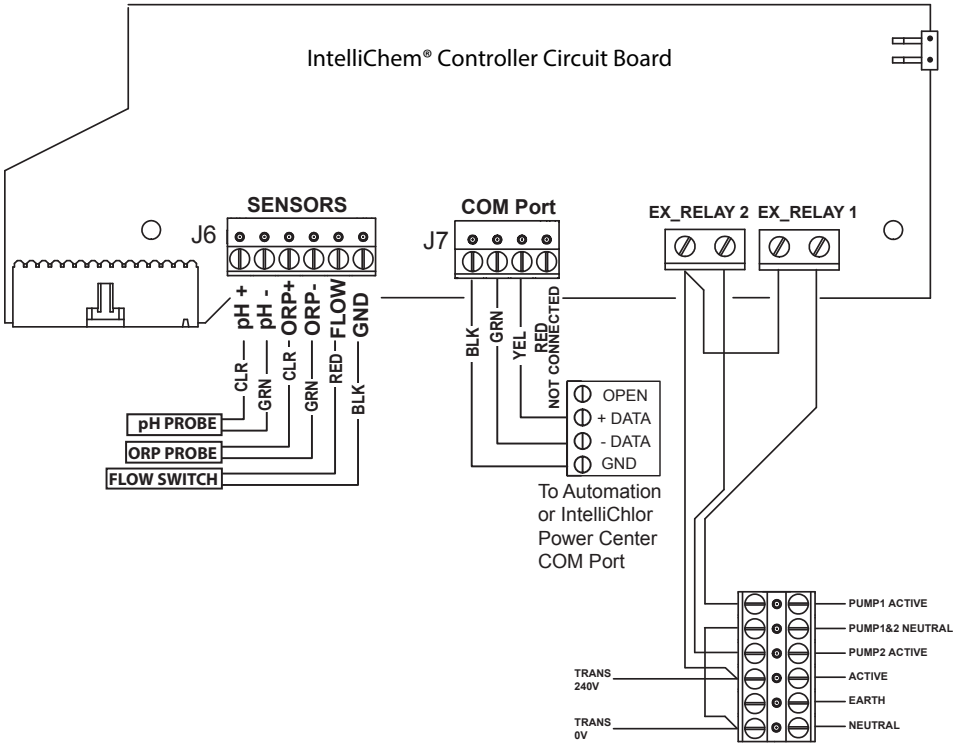 IntelliChem® Controller Circuit Board
SENSORS
J6
pH +
pH -
ORP+
ORP-
FLOW
GND
CLR
GRN
CLR
GRN
RED
BLK
pH PROBE
ORP PROBE
FLOW SWITCH
COM Port
J7
BLK
GRN
YEL
RED
NOT CONNECTED
OPEN
+ DATA
- DATA
GND
To Automation
or IntelliChlor
Power Center
COM Port
EX_RELAY 2
EX_RELAY 1
PUMP1 ACTIVE
PUMP1&2 NEUTRAL
PUMP2 ACTIVE
ACTIVE
EARTH
NEUTRAL
TRANS
240V
TRANS
0V